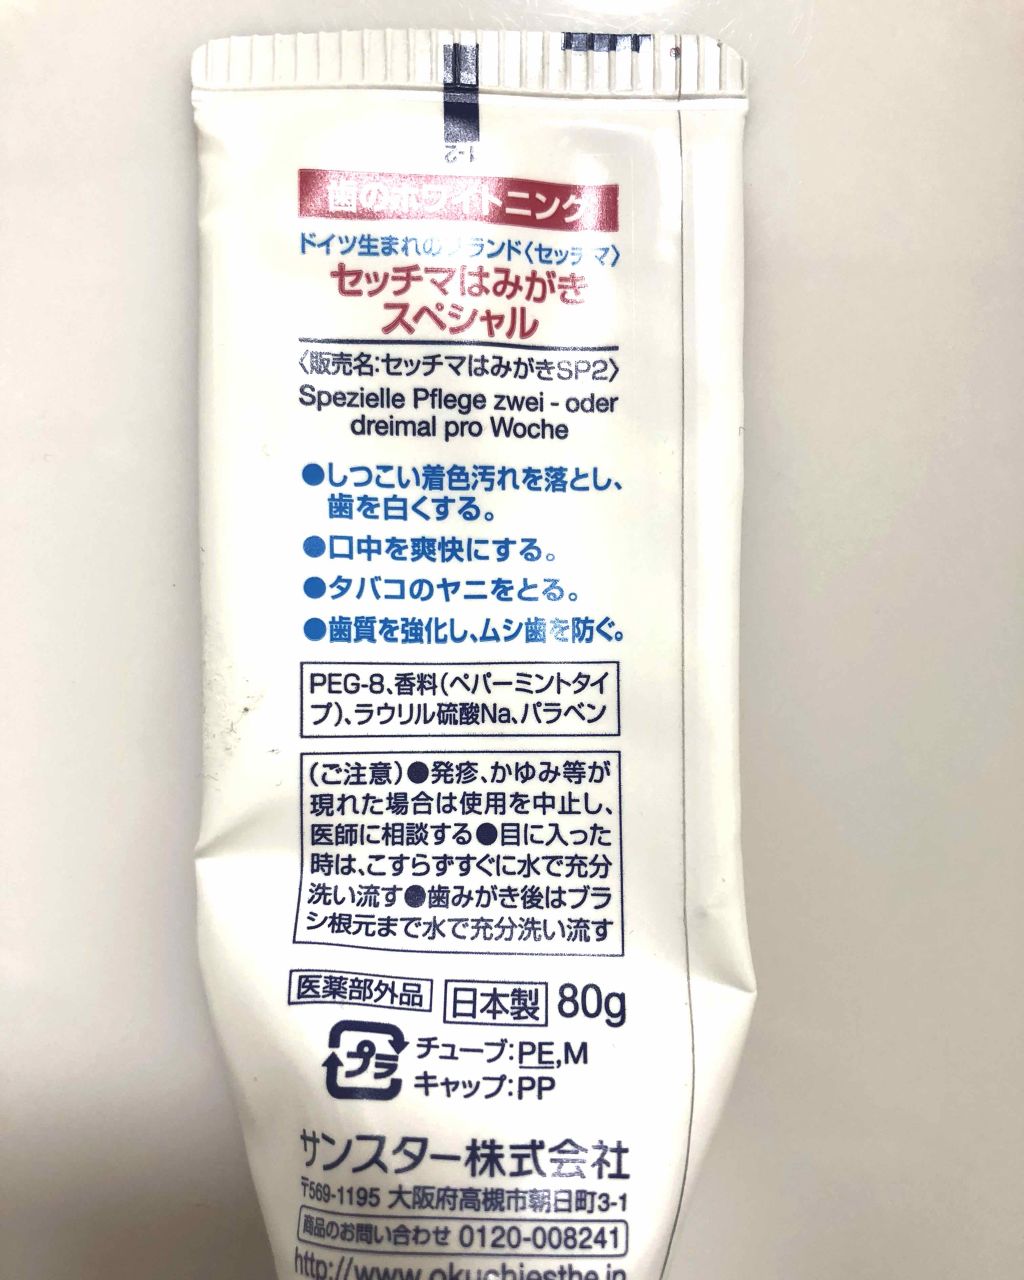 1-2
歯のホワイトニング
ドイツ生まれのブランド〈セッチマ〉
セッチマはみがき
スペシャル
〈販売名:セッチマはみがきSP2〉
Spezielle Pflege zwei - oder
dreimal pro Woche
●しつこい着色汚れを落とし、
歯を白くする。
●口中を爽快にする。
●タバコのヤニをとる。
●歯質を強化し、ムシ歯を防ぐ。
PEG-8、香料(ペパーミントタイ
プ)、ラウリル硫酸Na、パラベン
(ご注意)●発疹、かゆみ等が
現れた場合は使用を中止し、
医師に相談する●目に入った
時は、こすらずすぐに水で充分
洗い流す●歯みがき後はブラ
シ根元まで水で充分洗い流す
医薬部外品 日本製 80g
プラ チューブ:PE,M
キャップ:PP
サンスター株式会社
〒569-1195 大阪府高槻市朝日町3-1
商品のお問い合わせ 0120-008241
http://www.okuchiesthe.jp